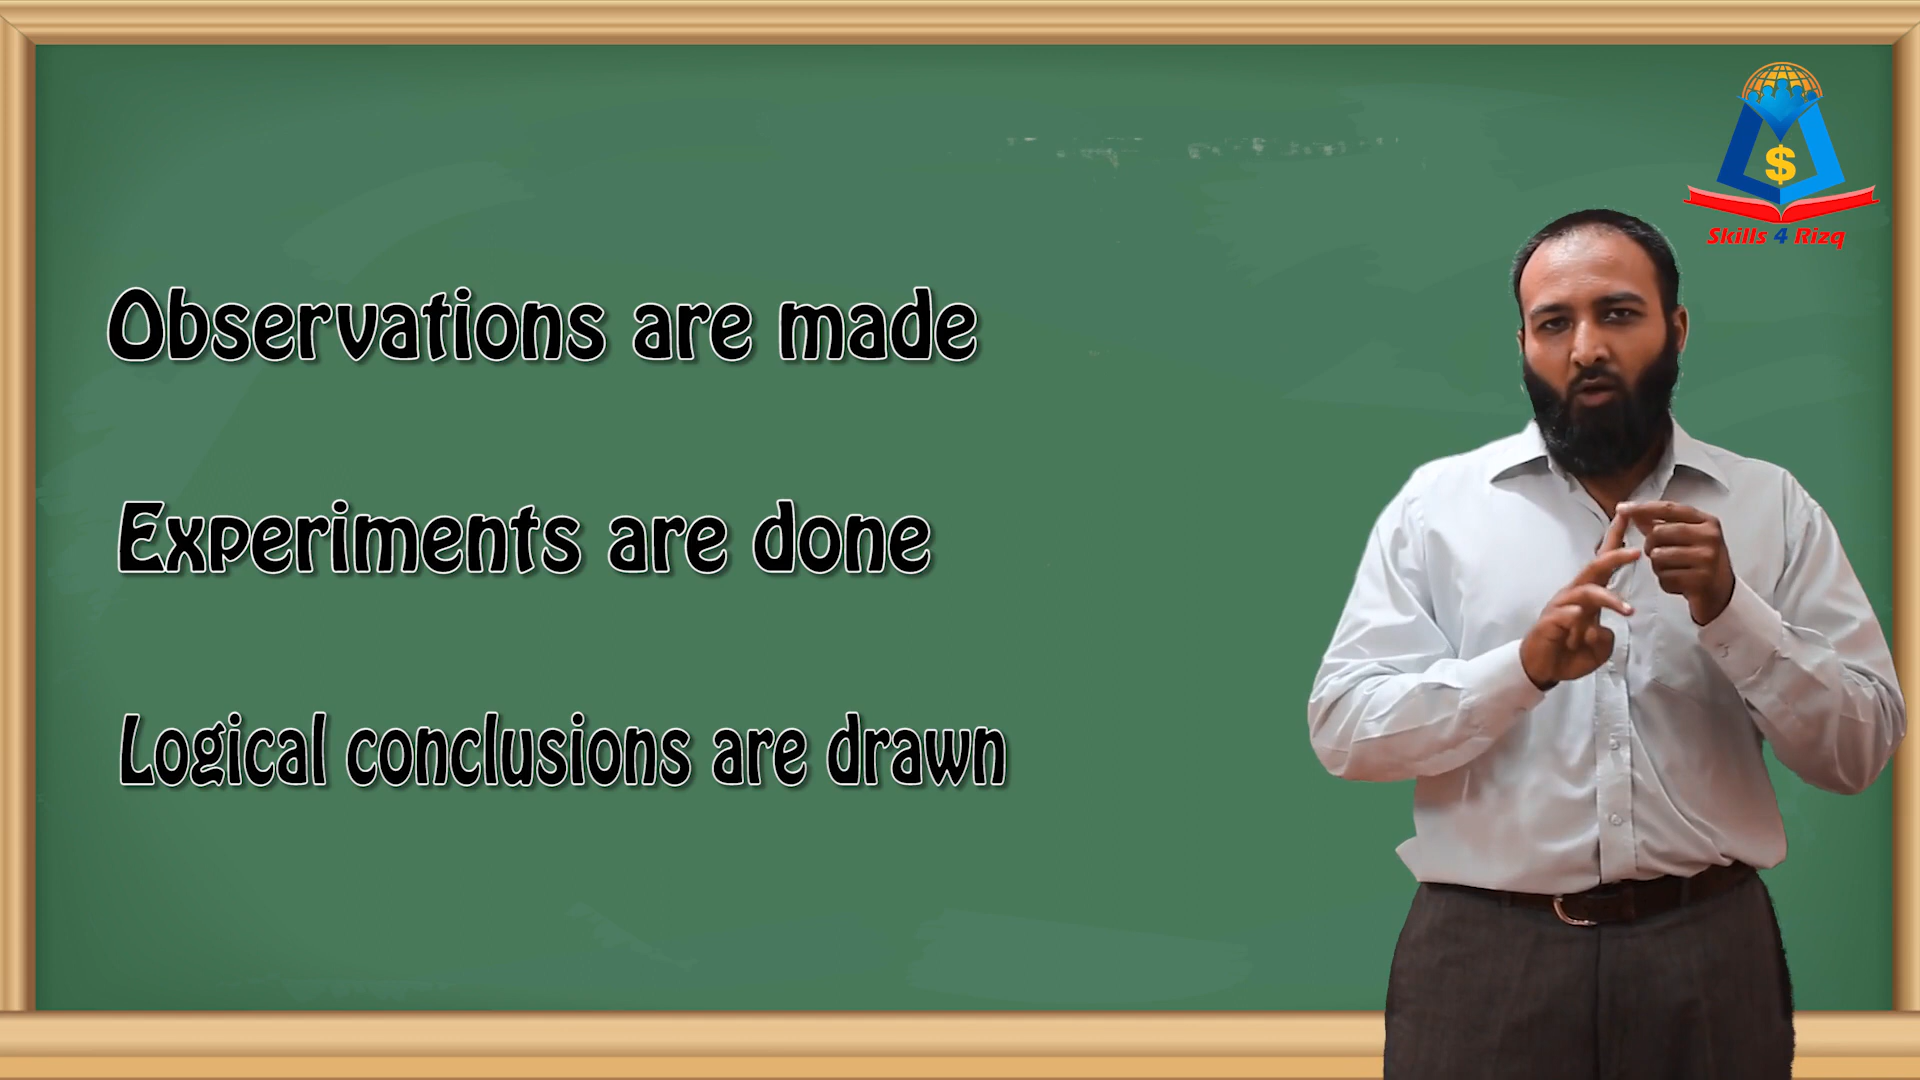 Skills 4 Rizq
Observations are made
Experiments are done
Logical conclusions are drawn